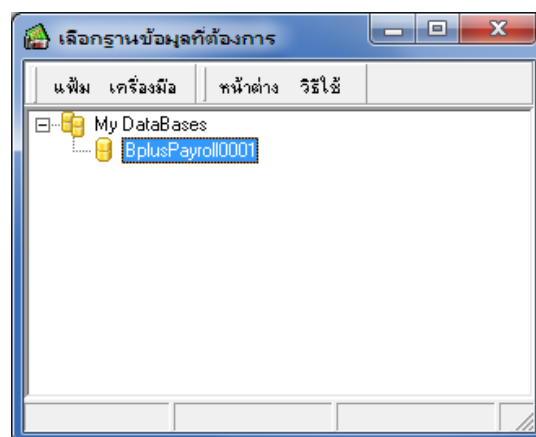 เลือกฐานข้อมูลที่ต้องการ
แฟ้ม เครื่องมือ หน้าต่าง วิธีใช้
My DataBases
BplusPayroll0001